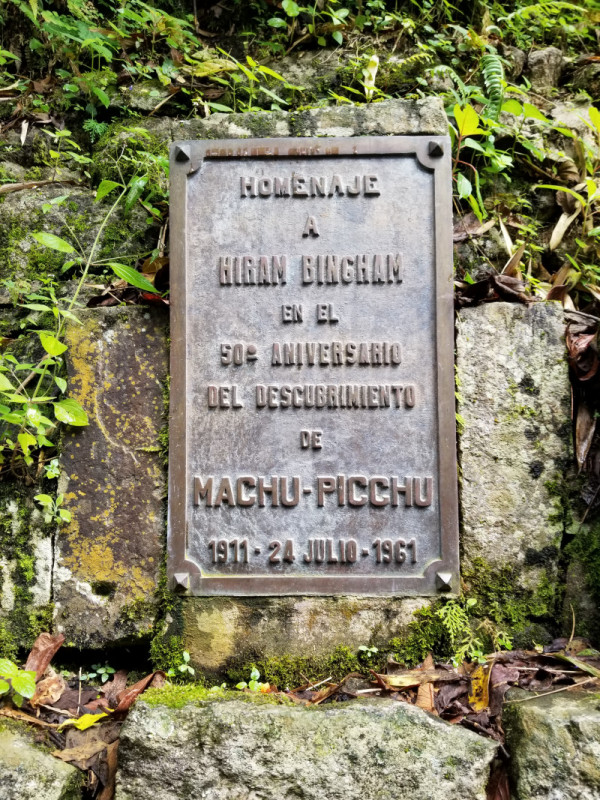 HOMENAJE
A
HIRAM BINGHAM
EN EL
50º ANIVERSARIO
DEL DESCUBRIMIENTO
DE
MACHU-PICCHU
1911-24 JULIO-1961